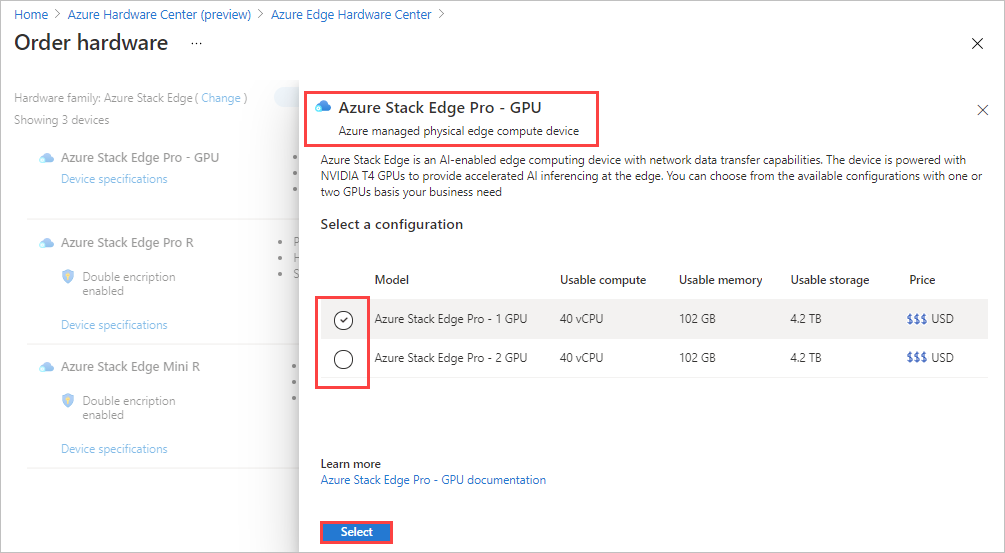 Home > Azure Hardware Center (preview) > Azure Edge Hardware Center >
Order hardware ...
Hardware family: Azure Stack Edge ( Change )
Showing 3 devices
Azure Stack Edge Pro - GPU
Device specifications
Azure Stack Edge Pro R
Double encription
enabled
Device specifications
Azure Stack Edge Mini R
Double encription
enabled
Device specifications
P
H
S
Azure Stack Edge Pro - GPU
Azure managed physical edge compute device
Azure Stack Edge is an AI-enabled edge computing device with network data transfer capabilities. The device is powered with
NVIDIA T4 GPUs to provide accelerated AI inferencing at the edge. You can choose from the available configurations with one or
two GPUs basis your business need
Select a configuration
Model Usable compute Usable memory Usable storage Price
Azure Stack Edge Pro - 1 GPU 40 vCPU 102 GB 4.2 TB $$$ USD
Azure Stack Edge Pro - 2 GPU 40 vCPU 102 GB 4.2 TB $$$ USD
Learn more
Azure Stack Edge Pro - GPU documentation
Select